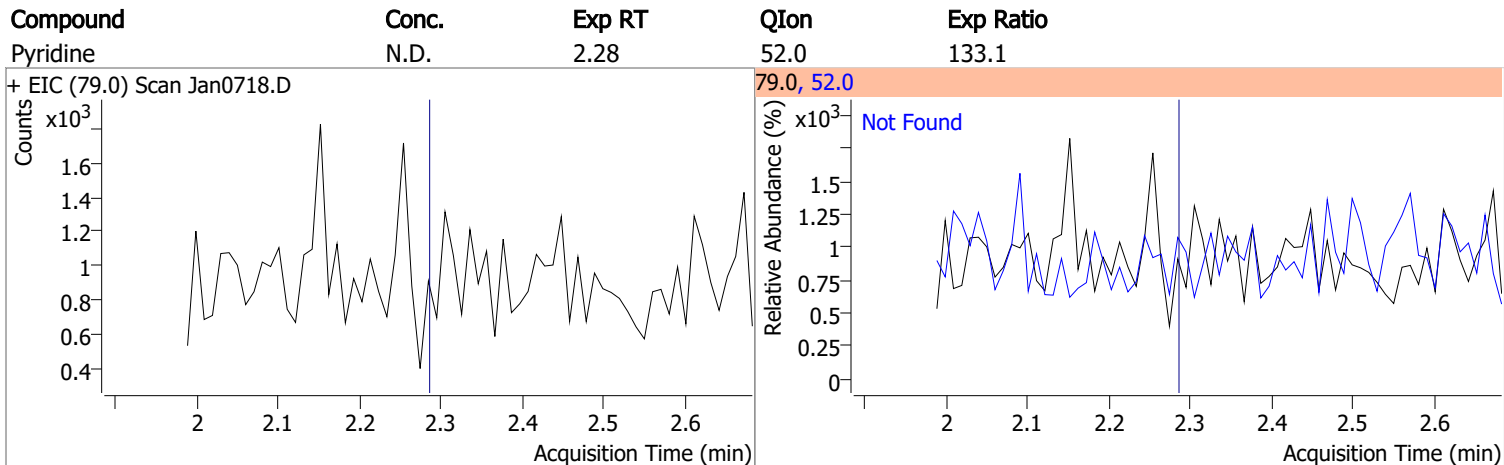 Compound Conc. Exp RT QIon Exp Ratio
Pyridine N.D. 2.28 52.0 133.1
+ EIC (79.0) Scan Jan0718.D
Counts
x10³
1.6
1.4
1.2
1
0.8
0.6
0.4
2 2.1 2.2 2.3 2.4 2.5 2.6
Acquisition Time (min)
79.0, 52.0
Relative Abundance (%)
x10³
Not Found
1.5
1.25
1
0.75
0.5
0.25
0
2 2.1 2.2 2.3 2.4 2.5 2.6
Acquisition Time (min)